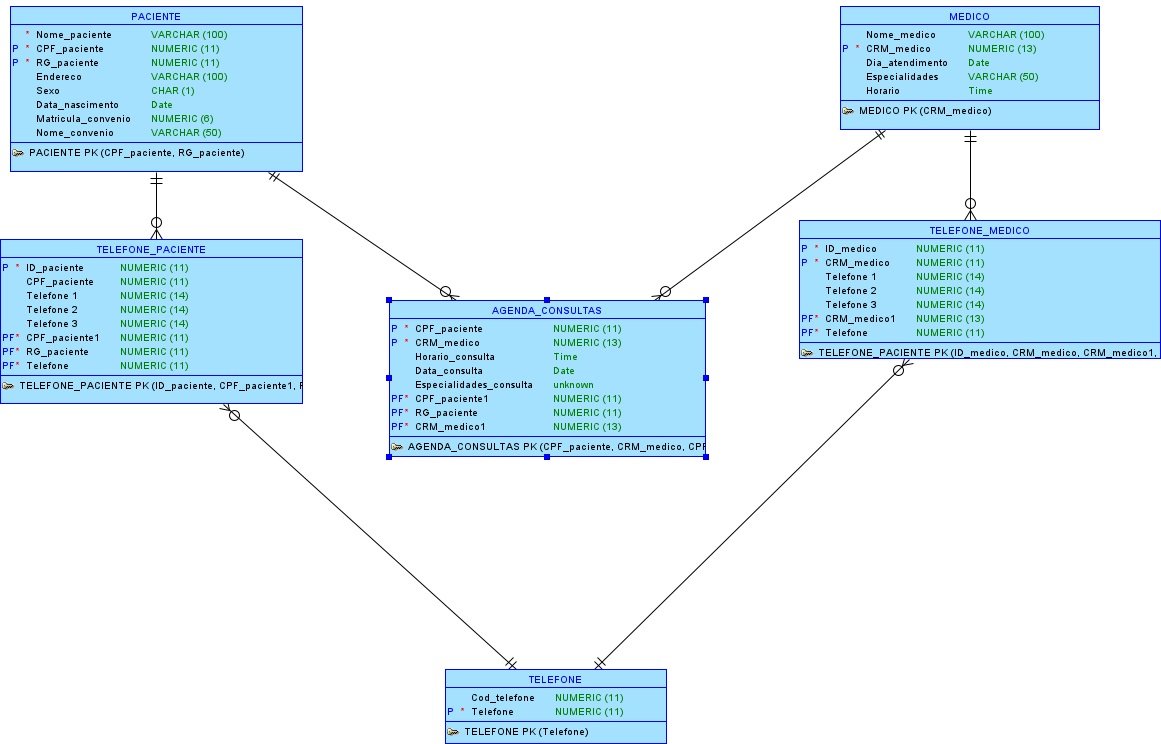 PACIENTE
* Nome_paciente VARCHAR (100)
P * CPF_paciente NUMERIC (11)
P * RG_paciente NUMERIC (11)
Endereco VARCHAR (100)
Sexo CHAR (1)
Data_nascimento Date
Matricula_convenio NUMERIC (6)
Nome_convenio VARCHAR (50)
PACIENTE PK (CPF_paciente, RG_paciente)
MEDICO
Nome_medico VARCHAR (100)
P * CRM_medico NUMERIC (13)
Dia_atendimento Date
Especialidades VARCHAR (50)
Horario Time
MEDICO PK (CRM_medico)
TELEFONE_PACIENTE
P * ID_paciente NUMERIC (11)
CPF_paciente NUMERIC (11)
Telefone 1 NUMERIC (14)
Telefone 2 NUMERIC (14)
Telefone 3 NUMERIC (14)
PF* CPF_paciente1 NUMERIC (11)
PF* RG_paciente NUMERIC (11)
PF* Telefone NUMERIC (11)
TELEFONE_PACIENTE PK (ID_paciente, CPF_paciente1, F
TELEFONE_MEDICO
P * ID_medico NUMERIC (11)
P * CRM_medico NUMERIC (11)
Telefone 1 NUMERIC (14)
Telefone 2 NUMERIC (14)
Telefone 3 NUMERIC (14)
PF* CRM_medico1 NUMERIC (13)
PF* Telefone NUMERIC (11)
TELEFONE_PACIENTE PK (ID_medico, CRM_medico, CRM_medico1,
AGENDA_CONSULTAS
P * CPF_paciente NUMERIC (11)
P * CRM_medico NUMERIC (13)
Horario_consulta Time
Data_consulta Date
Especialidades_consulta unknown
PF* CPF_paciente1 NUMERIC (11)
PF* RG_paciente NUMERIC (11)
PF* CRM_medico1 NUMERIC (13)
AGENDA_CONSULTAS PK (CPF_paciente, CRM_medico, CPF
TELEFONE
Cod_telefone NUMERIC (11)
P * Telefone NUMERIC (11)
TELEFONE PK (Telefone)